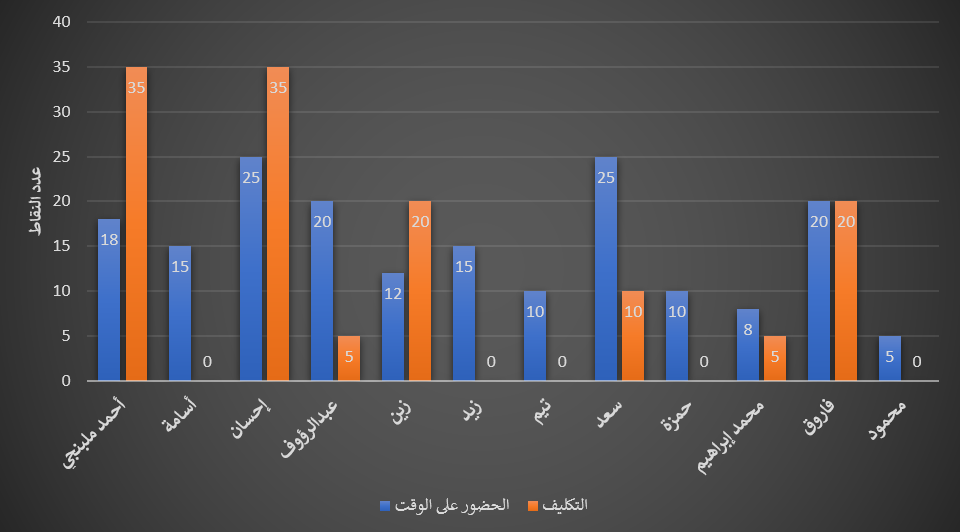 40
35
30
25
20
15
10
5
0
عدد النقاط
18
35
15
0
25
35
20
5
12
20
15
0
10
0
25
10
10
0
8
5
20
20
5
0
أحمد ملبنجي
أسامة
إحسان
عبدالرؤوف
زين
زيد
تيم
سعد
حمزة
محمد إبراهيم
فاروق
محمود
الحضور على الوقت
التكليف